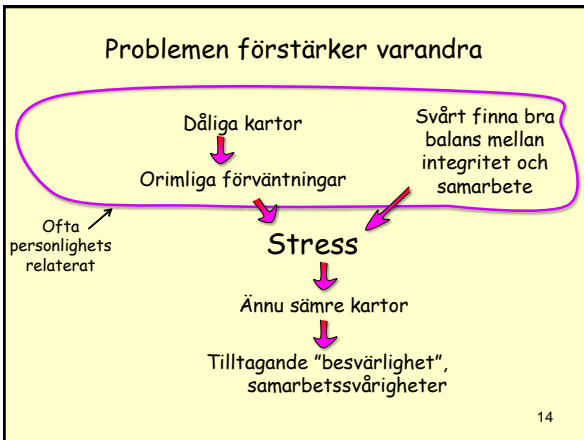 Problemen förstärker varandra
Dåliga kartor
Orimliga förväntningar
Svårt finna bra
balans mellan
integritet och
samarbete
Ofta
personlighets
relaterat
Stress
Ännu sämre kartor
Tilltagande ”besvärlighet”,
samarbetssvårigheter
14